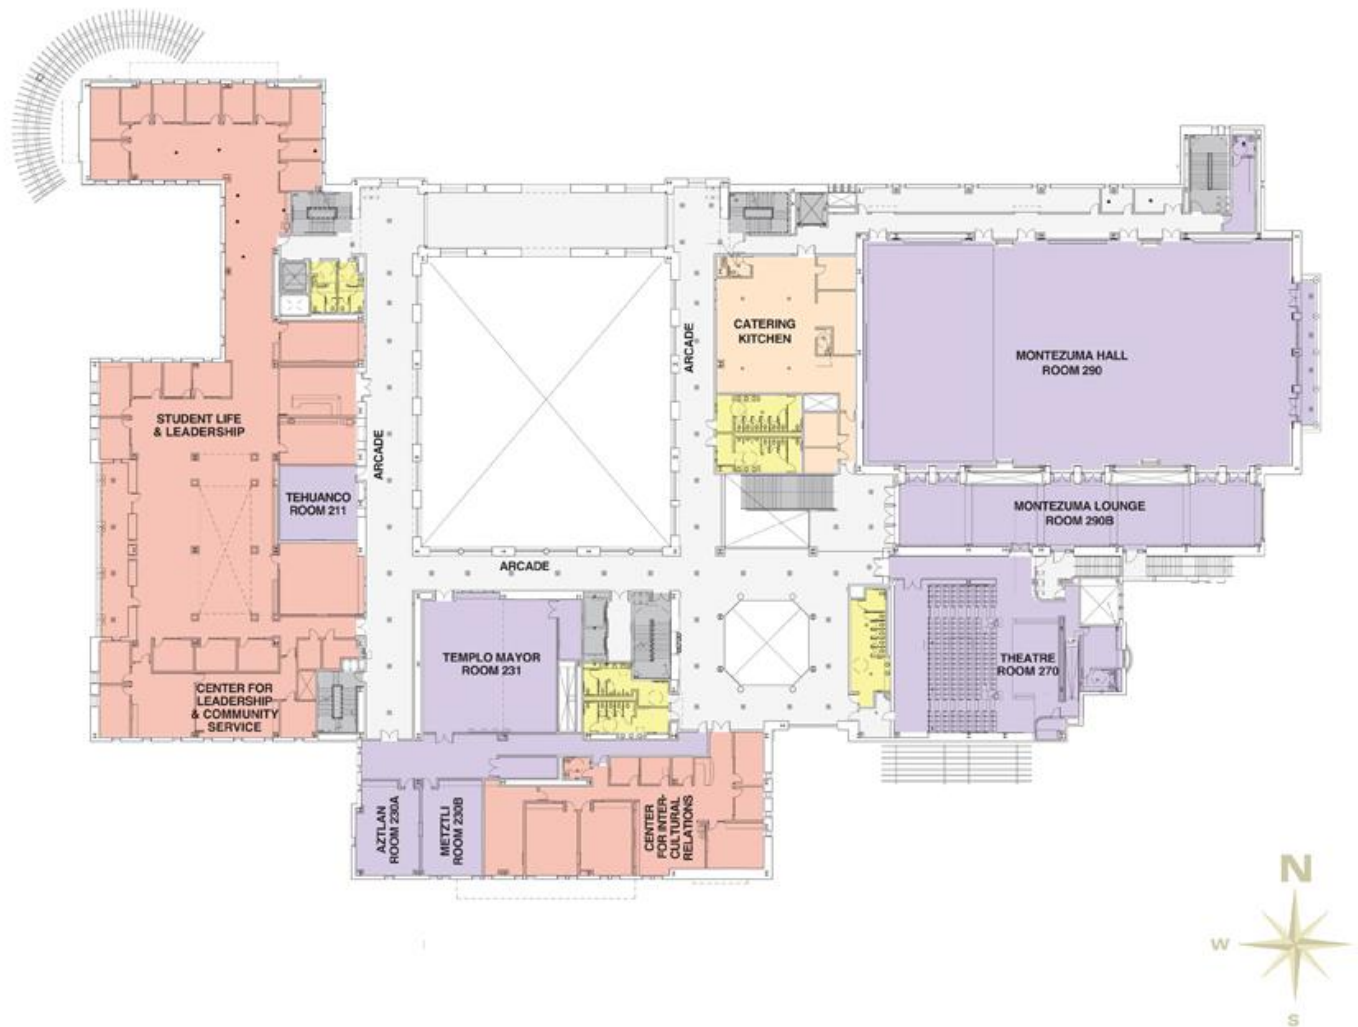 CATERING
KITCHEN
ARCADE
MONTEZUMA HALL
ROOM 290
STUDENT LIFE
& LEADERSHIP
ARCADE
TEHUANCO
ROOM 211
MONTEZUMA LOUNGE
ROOM 290B
ARCADE
TEMPLO MAYOR
ROOM 231
THEATRE
ROOM 270
CENTER FOR
LEADERSHIP
& COMMUNITY
SERVICE
AZTLAN
ROOM 230A
METZTLI
ROOM 230B
CENTER
FOR INTER-
CULTURAL
RELATIONS
N
W
S